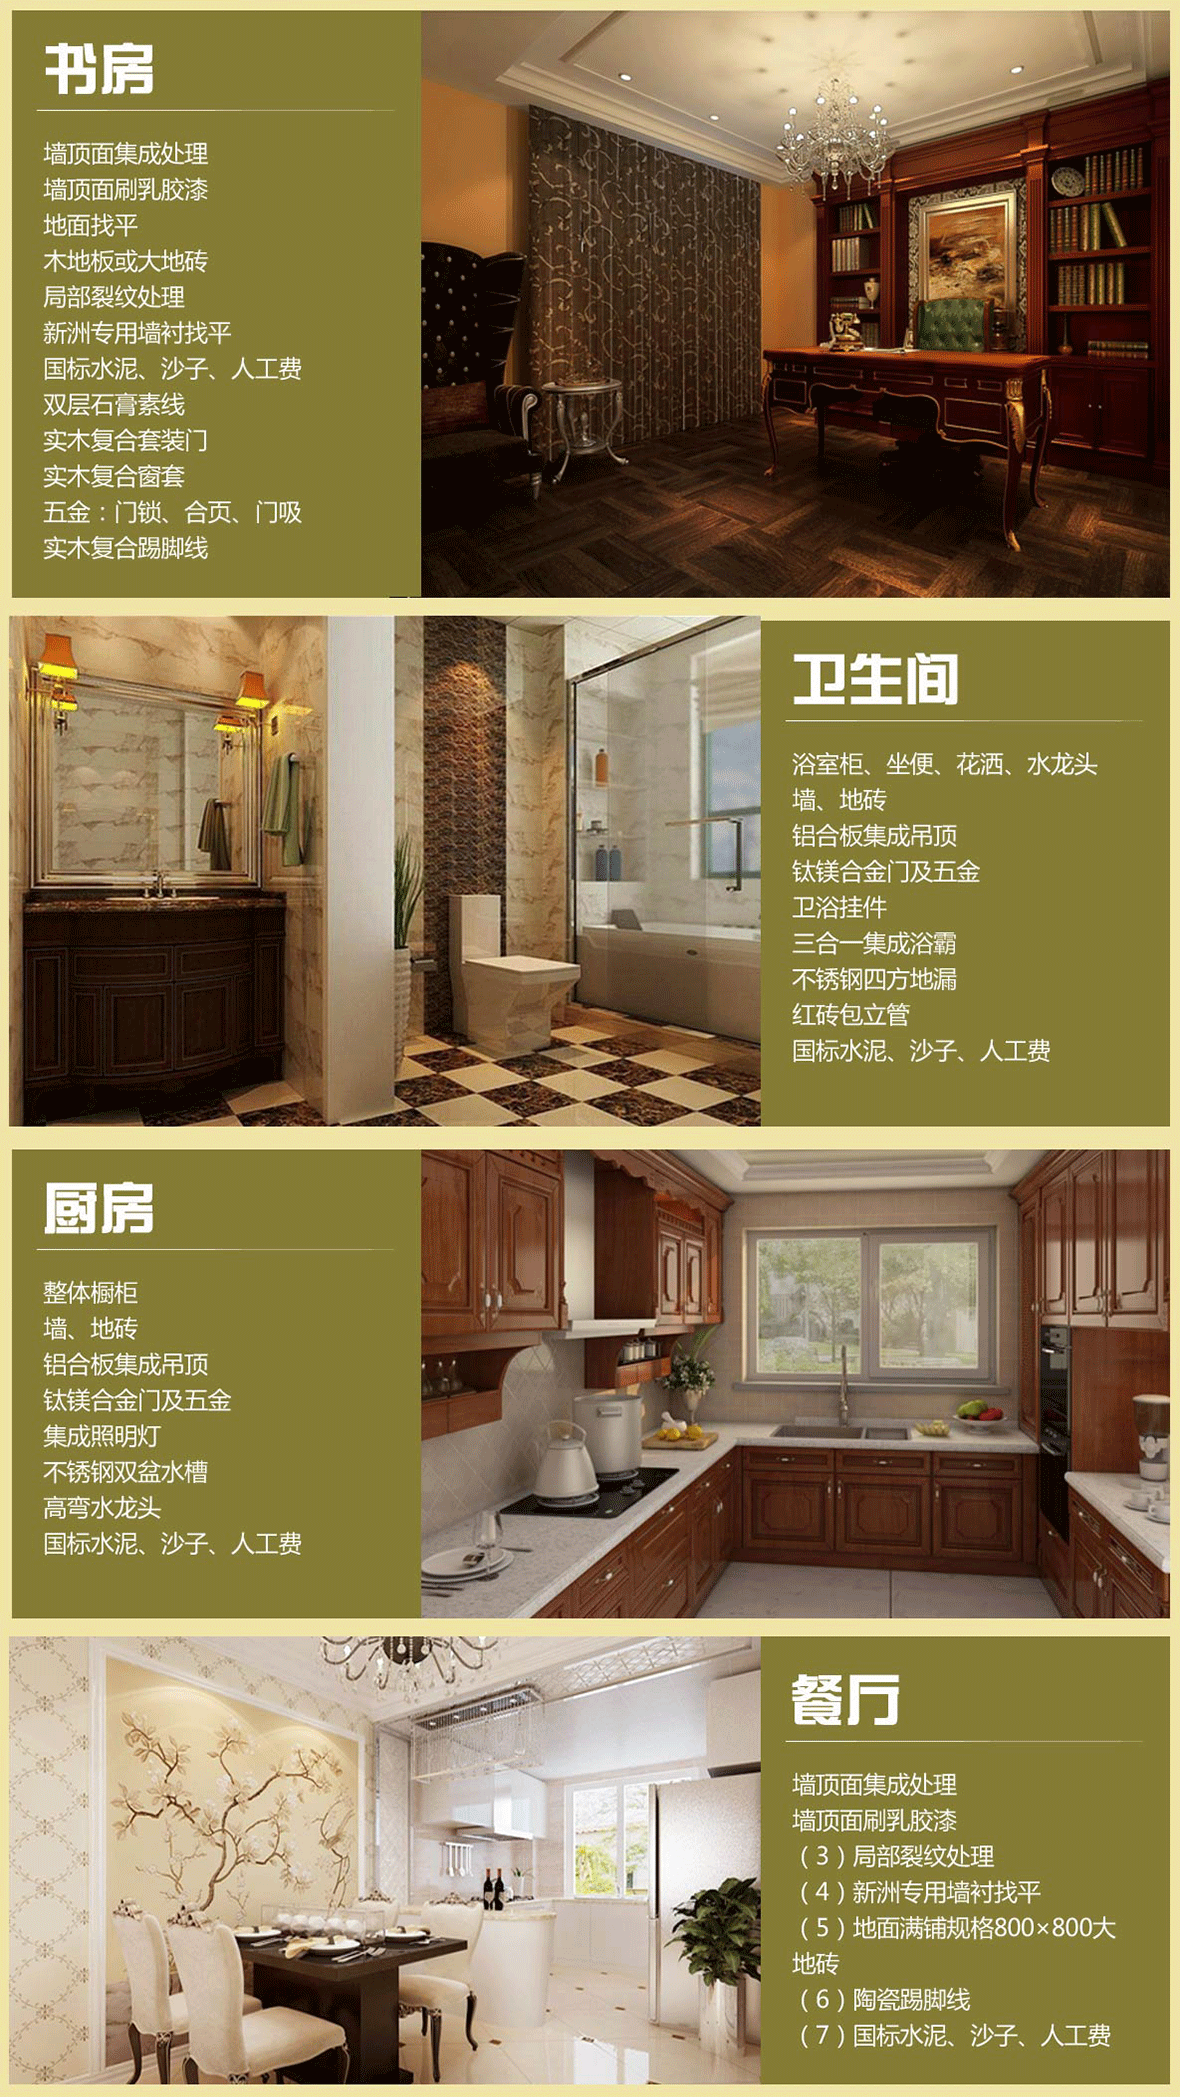 书房
墙顶面集成处理
墙顶面刷乳胶漆
地面找平
木地板或大地砖
局部裂纹处理
新洲专用墙衬找平
国标水泥、沙子、人工费
双层石膏素线
实木复合套装门
实木复合窗套
五金：门锁、合页、门吸
实木复合踢脚线
卫生间
浴室柜、坐便、花洒、水龙头
墙、地砖
铝合板集成吊顶
钛镁合金门及五金
卫浴挂件
三合一集成浴霸
不锈钢四方地漏
红砖包立管
国标水泥、沙子、人工费
厨房
整体橱柜
墙、地砖
铝合板集成吊顶
钛镁合金门及五金
集成照明灯
不锈钢双盆水槽
高弯水龙头
国标水泥、沙子、人工费
餐厅
墙顶面集成处理
墙顶面刷乳胶漆
（3）局部裂纹处理
（4）新洲专用墙衬找平
（5）地面满铺规格800×800大
地砖
（6）陶瓷踢脚线
（7）国标水泥、沙子、人工费